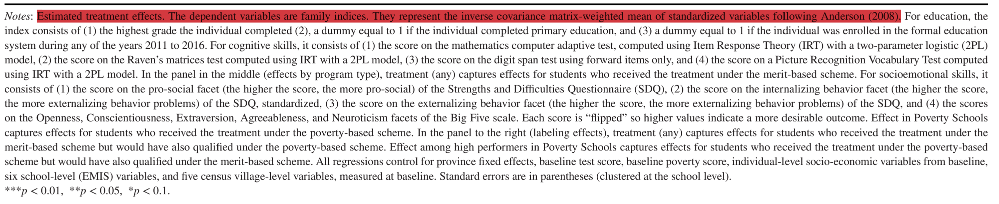 Notes: Estimated treatment effects. The dependent variables are family indices. They represent the inverse covariance matrix-weighted mean of standardized variables following Anderson (2008). For education, the
index consists of (1) the highest grade the individual completed (2), a dummy equal to 1 if the individual completed primary education, and (3) a dummy equal to 1 if the individual was enrolled in the formal education
system during any of the years 2011 to 2016. For cognitive skills, it consists of (1) the score on the mathematics computer adaptive test, computed using Item Response Theory (IRT) with a two-parameter logistic (2PL)
model, (2) the score on the Raven’s matrices test computed using IRT with a 2PL model, (3) the score on the digit span test using forward items only, and (4) the score on a Picture Recognition Vocabulary Test computed
using IRT with a 2PL model. In the panel in the middle (effects by program type), treatment (any) captures effects for students who received the treatment under the merit-based scheme. For socioemotional skills, it
consists of (1) the score on the pro-social facet (the higher the score, the more pro-social) of the Strengths and Difficulties Questionnaire (SDQ), (2) the score on the internalizing behavior facet (the higher the score,
the more externalizing behavior problems) of the SDQ, standardized, (3) the score on the externalizing behavior facet (the higher the score, the more externalizing behavior problems) of the SDQ, and (4) the scores
on the Openness, Conscientiousness, Extraversion, Agreeableness, and Neuroticism facets of the Big Five scale. Each score is “flipped” so higher values indicate a more desirable outcome. Effect in Poverty Schools
captures effects for students who received the treatment under the poverty-based scheme. In the panel to the right (labeling effects), treatment (any) captures effects for students who received the treatment under the
merit-based scheme but would have also qualified under the poverty-based scheme. Effect among high performers in Poverty Schools captures effects for students who received the treatment under the poverty-based
scheme but would have also qualified under the merit-based scheme. All regressions control for province fixed effects, baseline test score, baseline poverty score, individual-level socio-economic variables from baseline,
six school-level (EMIS) variables, and five census village-level variables, measured at baseline. Standard errors are in parentheses (clustered at the school level).
***p < 0.01, **p < 0.05, *p < 0.1.